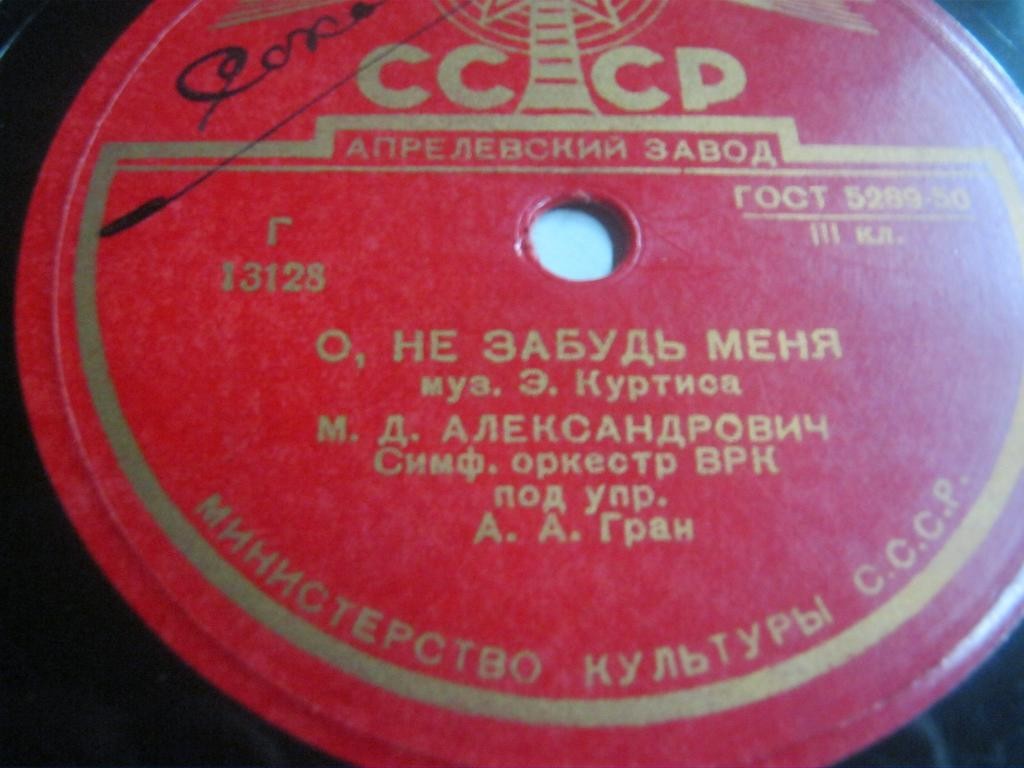 СССР
АПРЕЛЕВСКИЙ ЗАВОД
ГОСТ 5289-50
III кл.
Г
13128
О, НЕ ЗАБУДЬ МЕНЯ
муз. Э. Куртиса
М. Д. АЛЕКСАНДРОВИЧ
Симф. оркестр ВРК
под упр.
А. А. Гран
МИНИСТЕРСТВО КУЛЬТУРЫ С.С.С.Р.